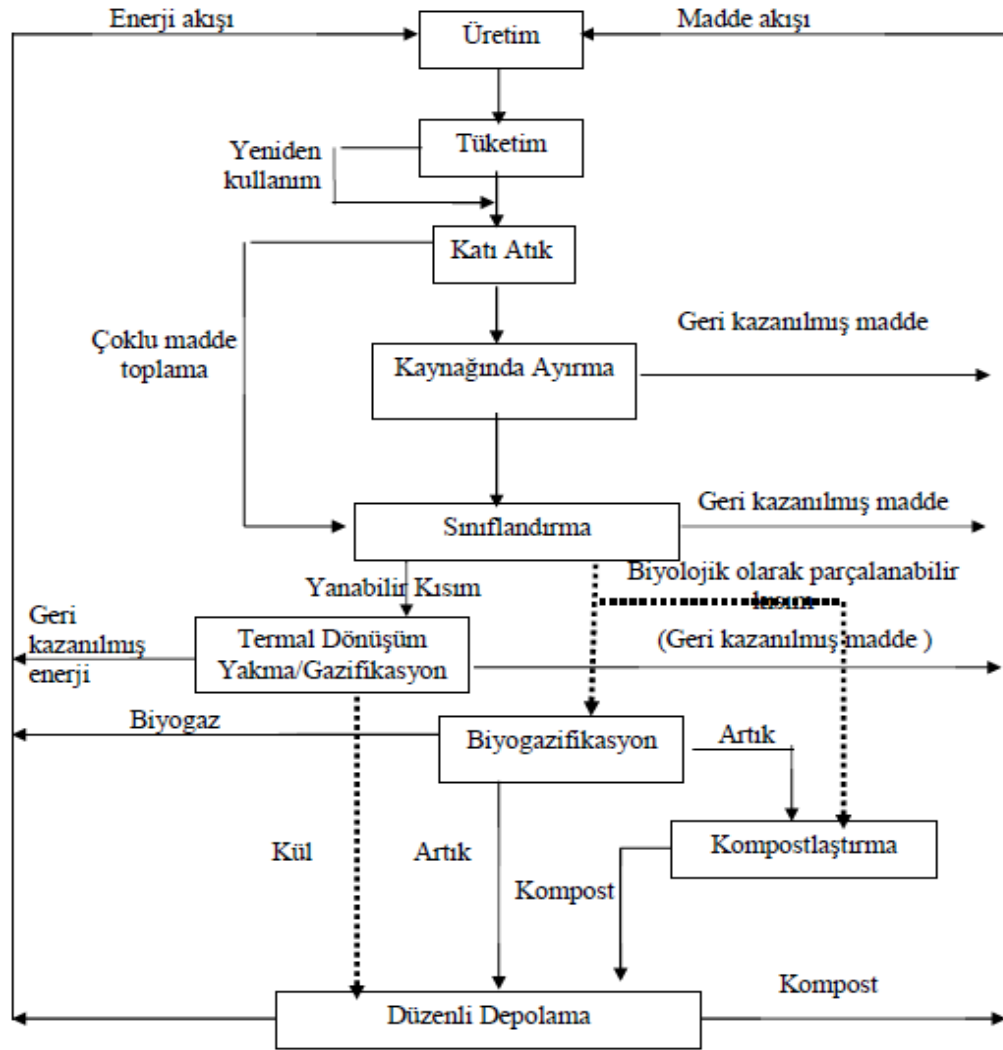 Enerji akışı
Madde akışı
Üretim
Tüketim
Yeniden
kullanım
Katı Atık
Geri kazanılmış madde
Çoklu madde
toplama
Kaynağında Ayırma
Geri kazanılmış madde
Sınıflandırma
Yanabilir Kısım
Biyolojik olarak parçalanabilir
Geri
kazanılmış
enerji
Termal Dönüşüm
Yakma/Gazifikasyon
(Geri kazanılmış madde )
Biyogaz
Biyogazifikasyon
Artık
Kül
Artık
Kompostlaştırma
Kompost
Kompost
Düzenli Depolama